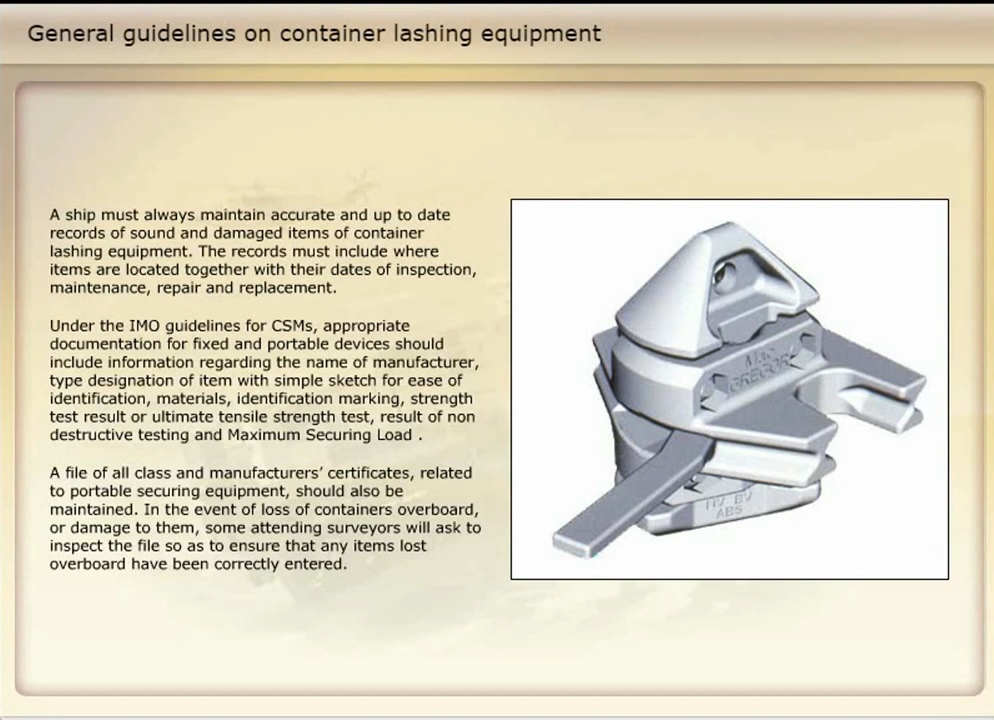 General guidelines on container lashing equipment
A ship must always maintain accurate and up to date
records of sound and damaged items of container
lashing equipment. The records must include where
items are located together with their dates of inspection,
maintenance, repair and replacement.
Under the IMO guidelines for CSMs, appropriate
documentation for fixed and portable devices should
include information regarding the name of manufacturer,
type designation of item with simple sketch for ease of
identification, materials, identification marking, strength
test result or ultimate tensile strength test, result of non
destructive testing and Maximum Securing Load .
A file of all class and manufacturers’ certificates, related
to portable securing equipment, should also be
maintained. In the event of loss of containers overboard,
or damage to them, some attending surveyors will ask to
inspect the file so as to ensure that any items lost
overboard have been correctly entered.
GREGOR
BV
ABS